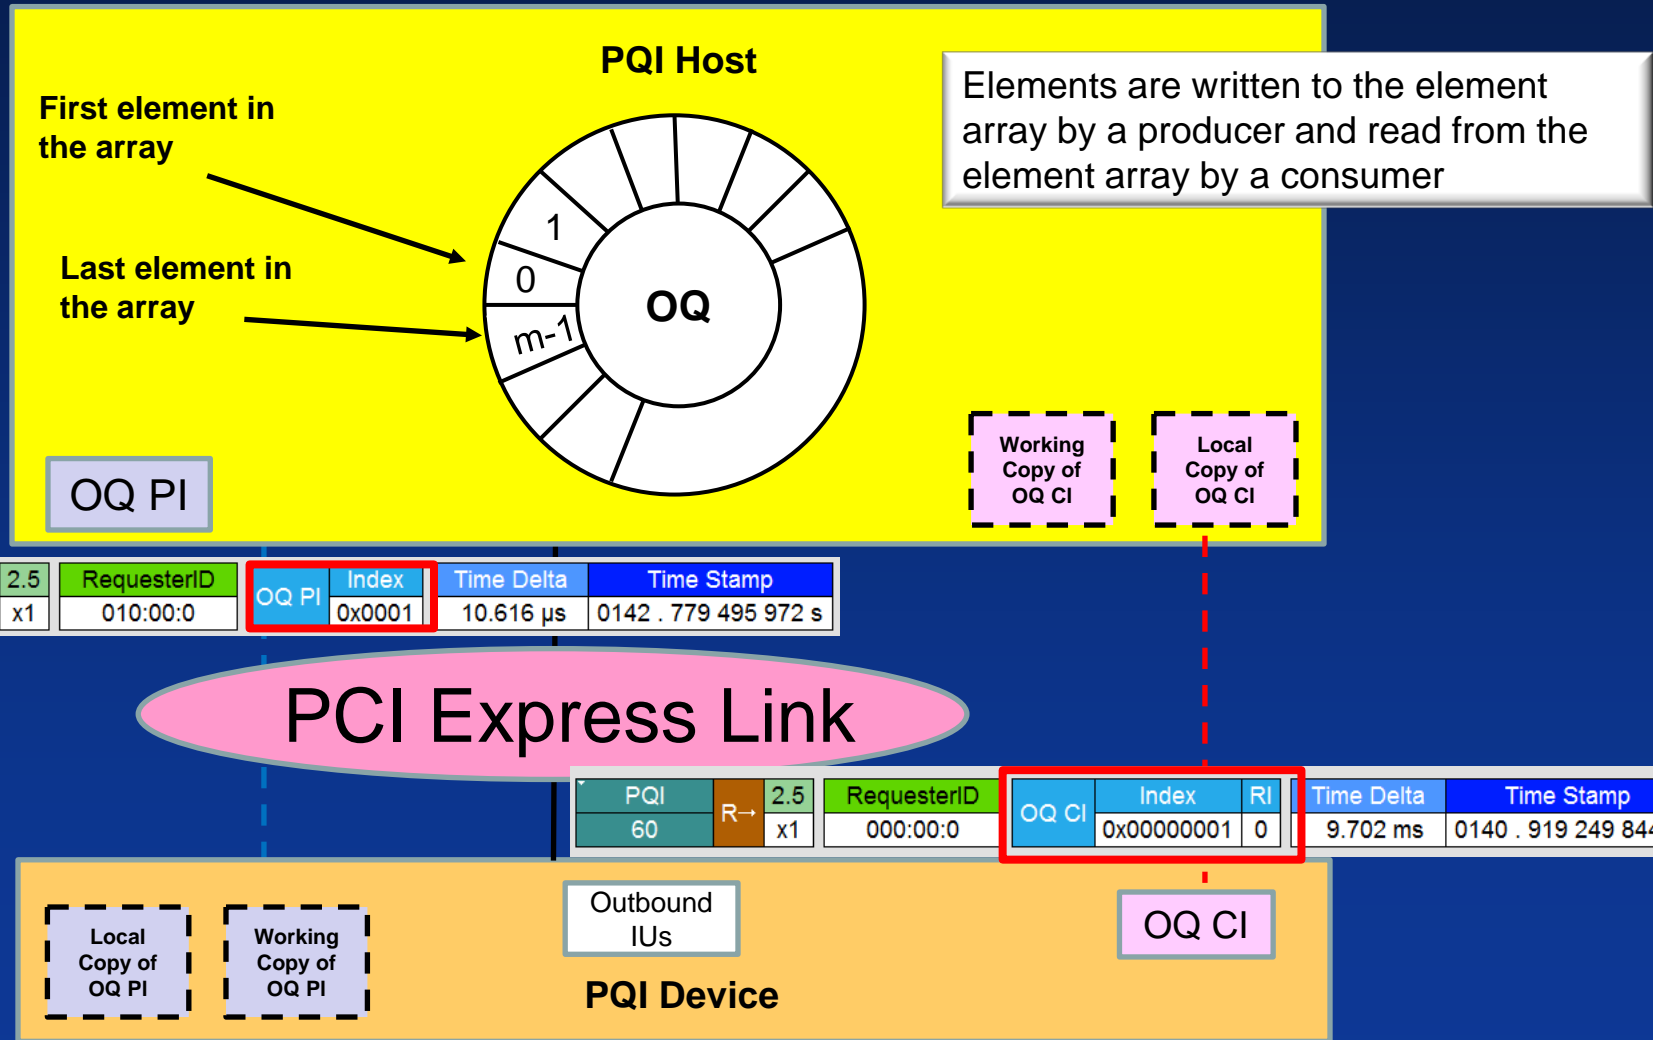 PQI Host
Elements are written to the element
array by a producer and read from the
element array by a consumer
First element in
the array
Last element in
the array
1
0
m-1
OQ
Working
Copy of
OQ CI
Local
Copy of
OQ CI
OQ PI
2.5 RequesterID OQ PI Index Time Delta Time Stamp
x1 010:00:0 0x0001 10.616 µs 0142 . 779 495 972 s
PCI Express Link
PQI R→ 2.5 RequesterID OQ CI Index RI Time Delta Time Stamp
60 x1 000:00:0 0x00000001 0 9.702 ms 0140 . 919 249 844
Outbound
IUs
OQ CI
Local
Copy of
OQ PI
Working
Copy of
OQ PI
PQI Device